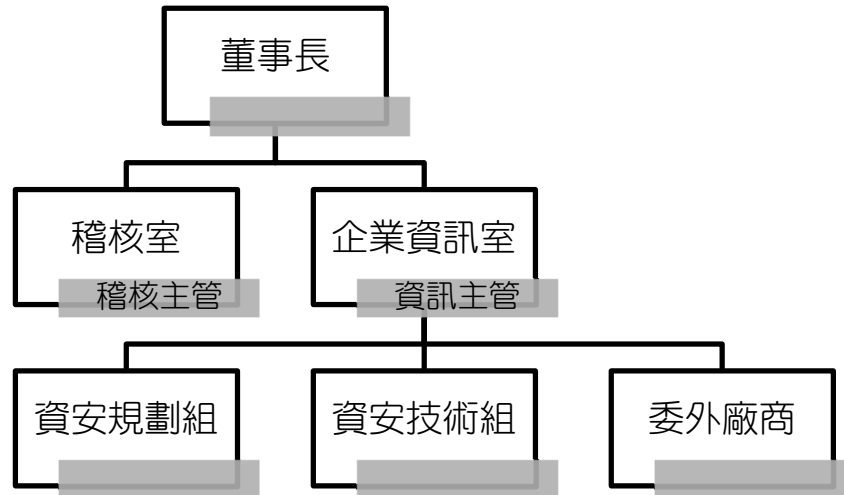 董事長
稽核室
稽核主管
企業資訊室
資訊主管
資安規劃組
資安技術組
委外廠商